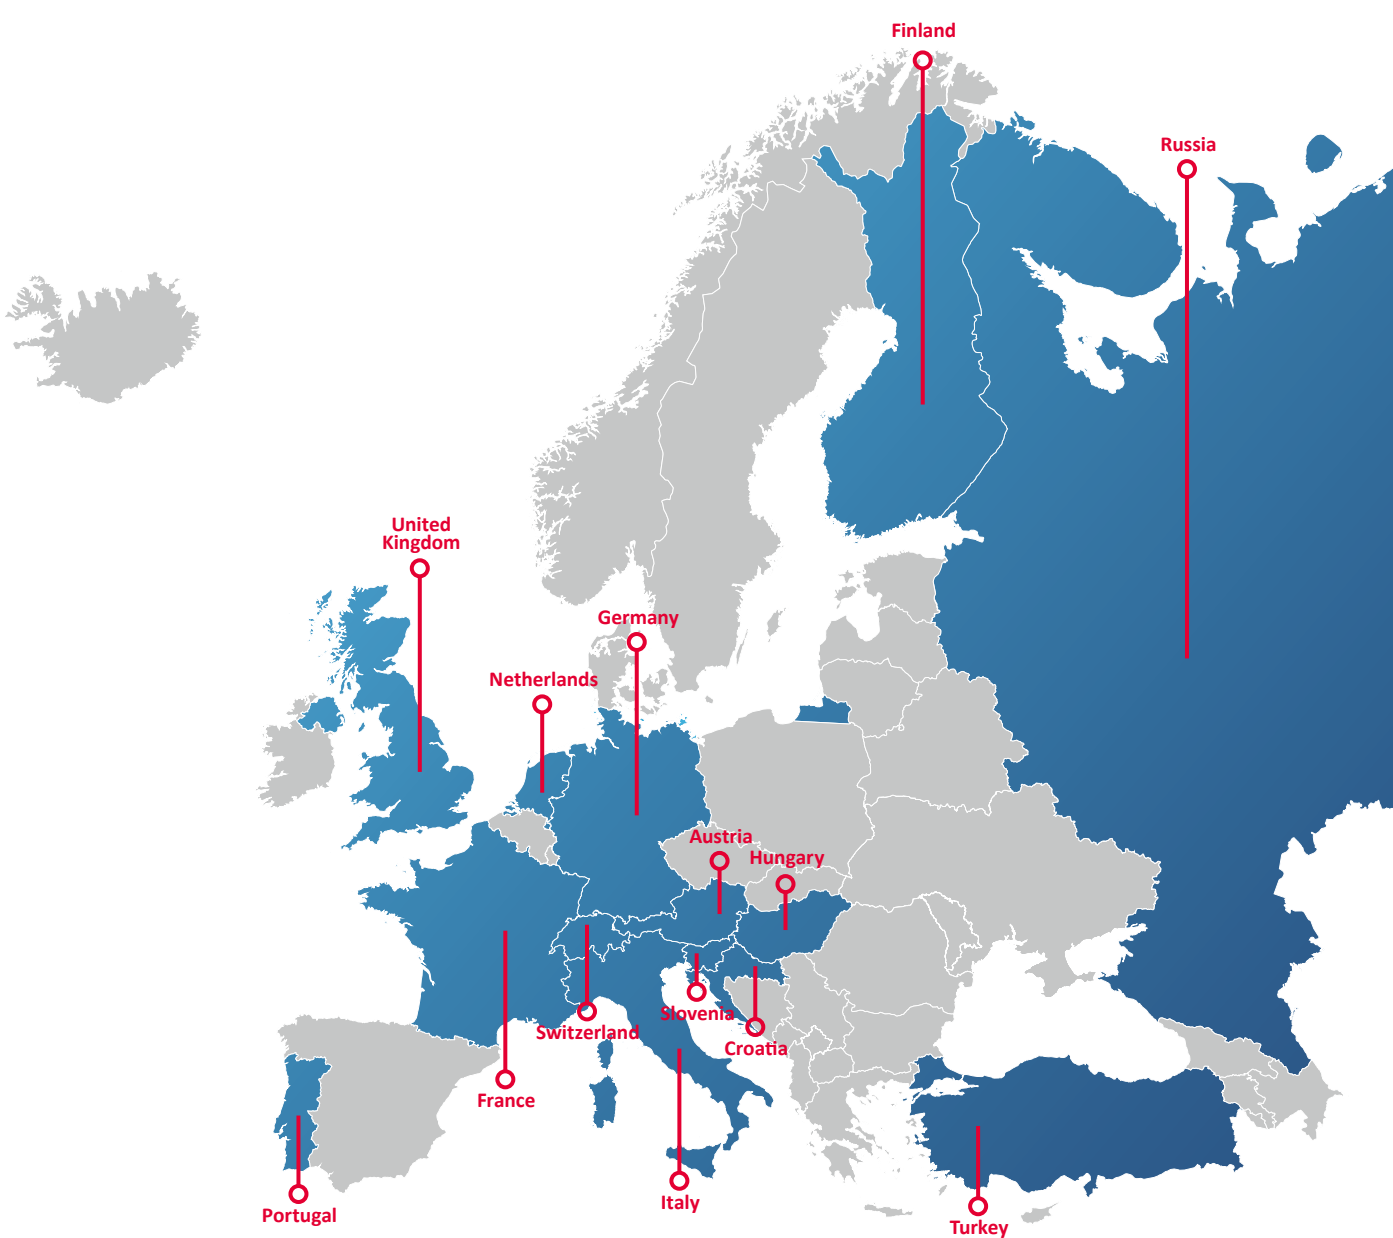 Finland
Russia
United
Kingdom
Germany
Netherlands
Austria
Hungary
Slovenia
Switzerland
Croatia
France
Italy
Portugal
Turkey